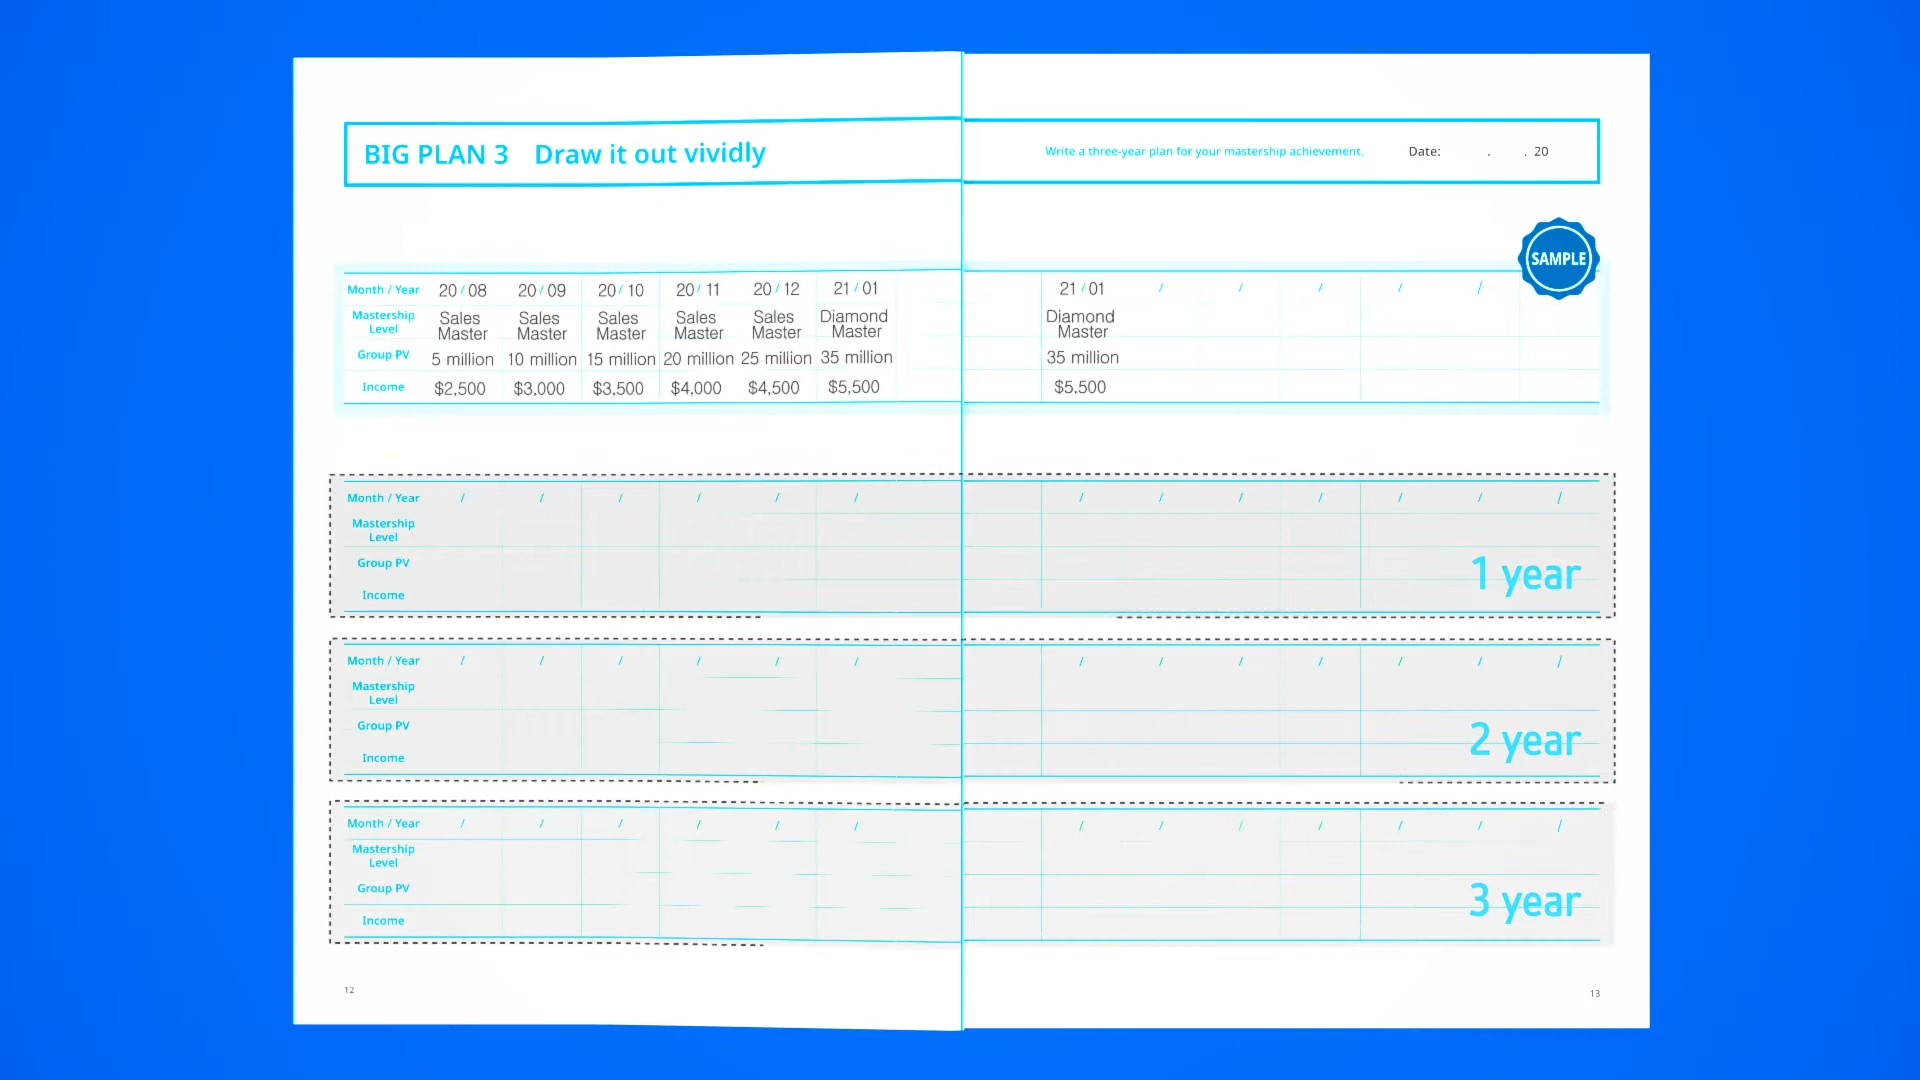 BIG PLAN 3 Draw it out vividly
Write a three-year plan for your mastership achievement.
Date: . . 20
SAMPLE
Month / Year 20 / 08 20 / 09 20 / 10 20 / 11 20 / 12 21 / 01 21 / 01 / / / / /
Mastership Level Sales Master Sales Master Sales Master Sales Master Sales Master Diamond Master Diamond Master
Group PV 5 million 10 million 15 million 20 million 25 million 35 million 35 million
Income $2,500 $3,000 $3,500 $4,000 $4,500 $5,500 $5,500
Month / Year / / / / / / / / / / / / /
Mastership
Level
Group PV
Income
1 year
Month / Year / / / / / / / / / / / / /
Mastership
Level
Group PV
Income
2 year
Month / Year / / / / / / / / / / / / /
Mastership
Level
Group PV
Income
3 year
12
13